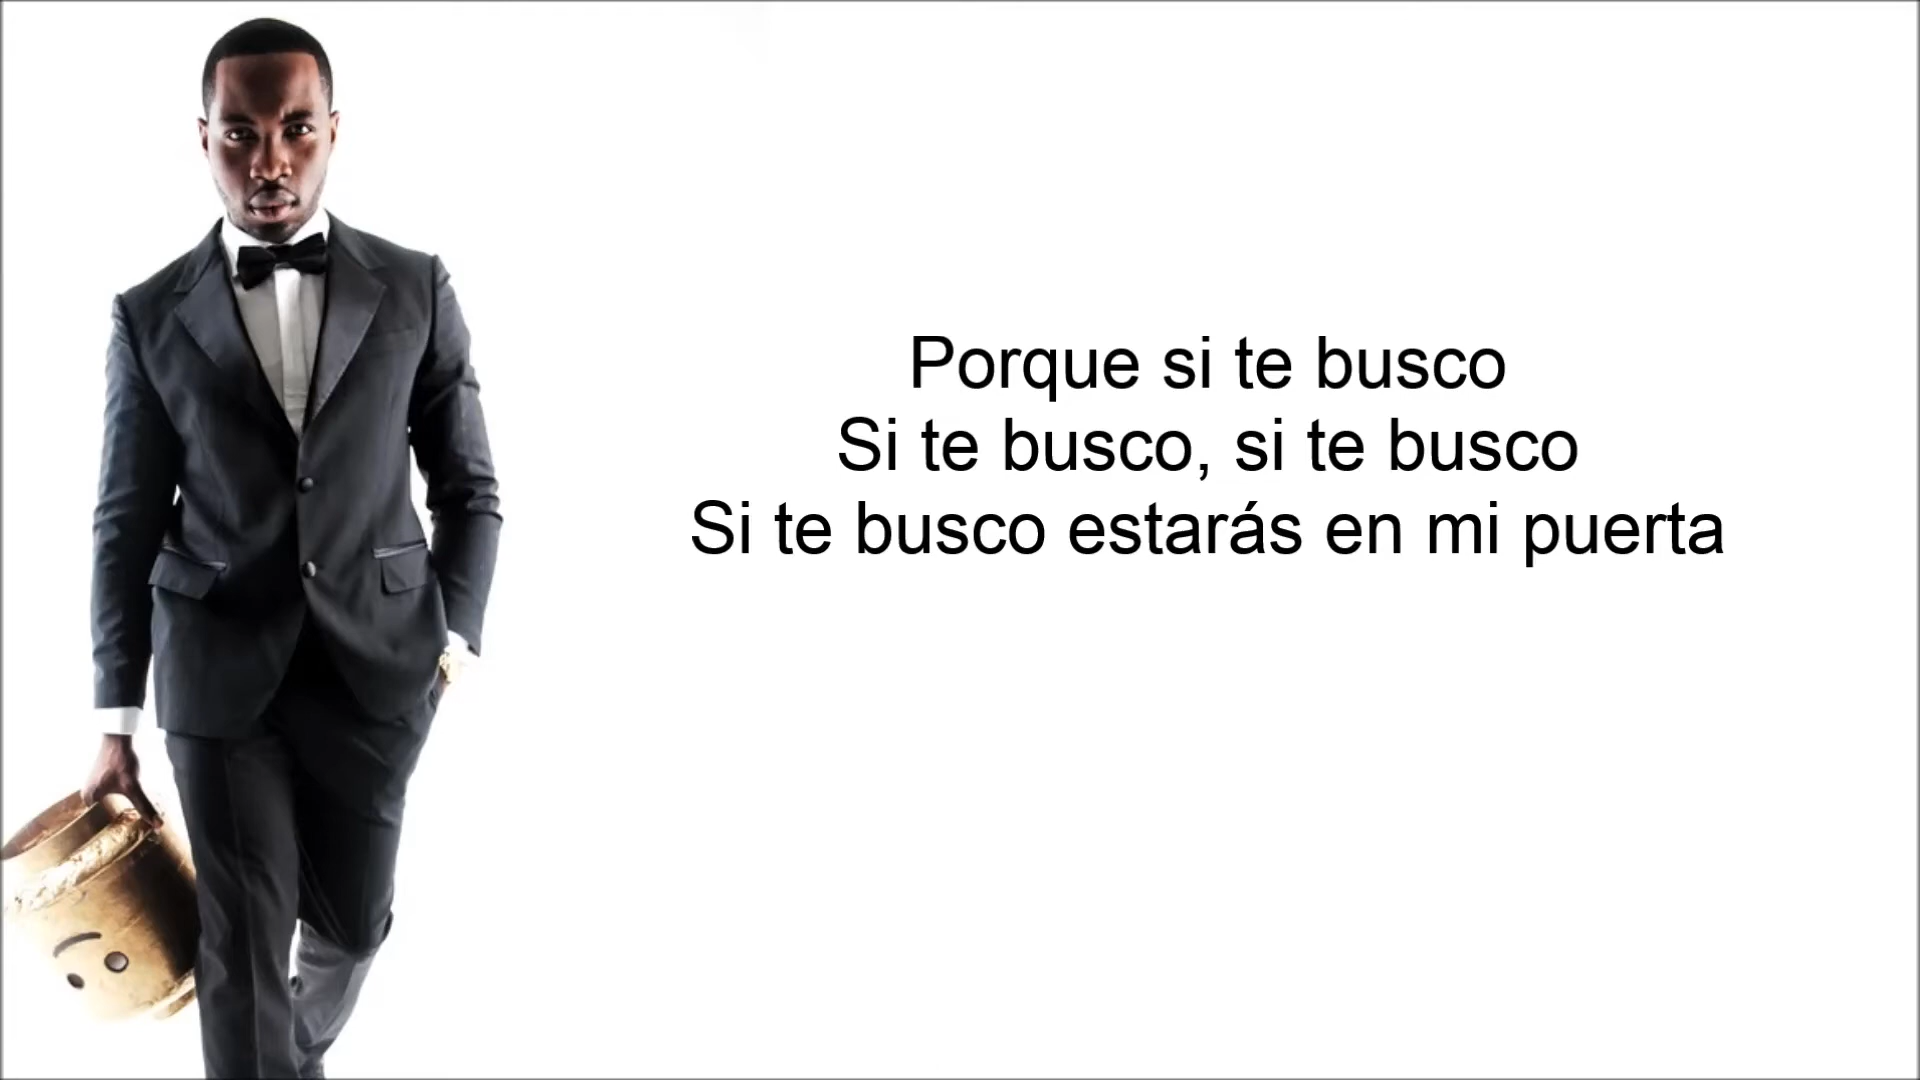 Porque si te busco
Si te busco, si te busco
Si te busco estarás en mi puerta